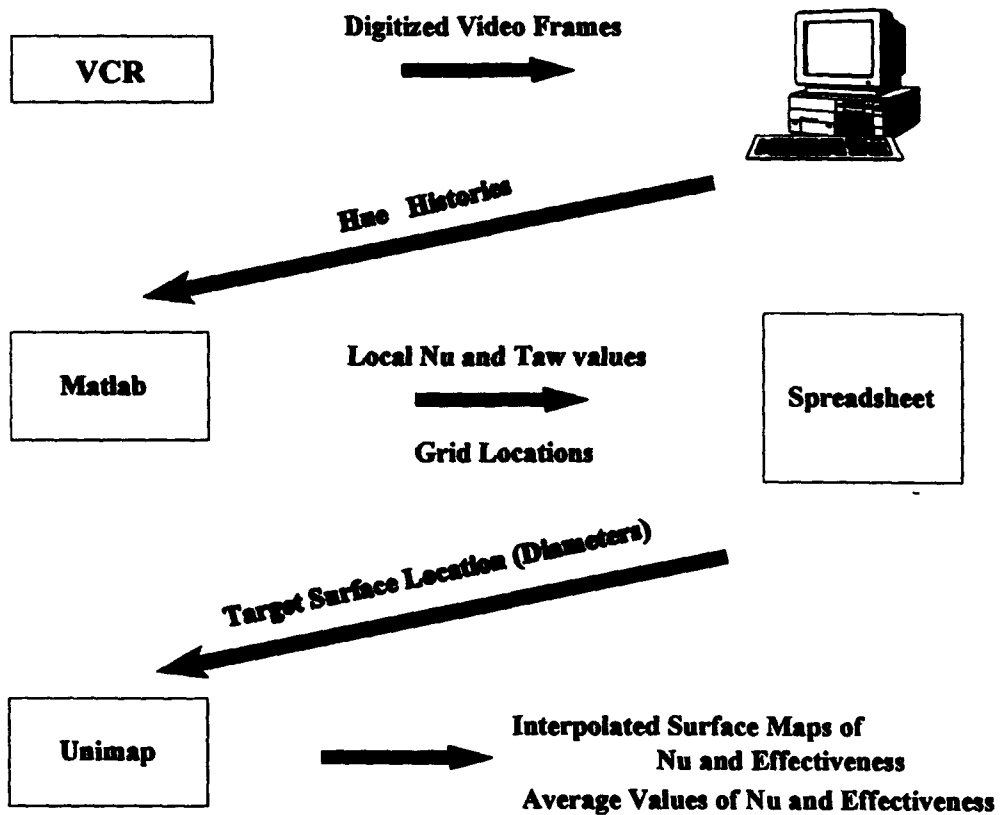 Digitized Video Frames
VCR
Hue Histories
Matlab
Local Nu and Taw values
Grid Locations
Spreadsheet
Target Surface Location (Diameters)
Unimap
Interpolated Surface Maps of
Nu and Effectiveness
Average Values of Nu and Effectiveness